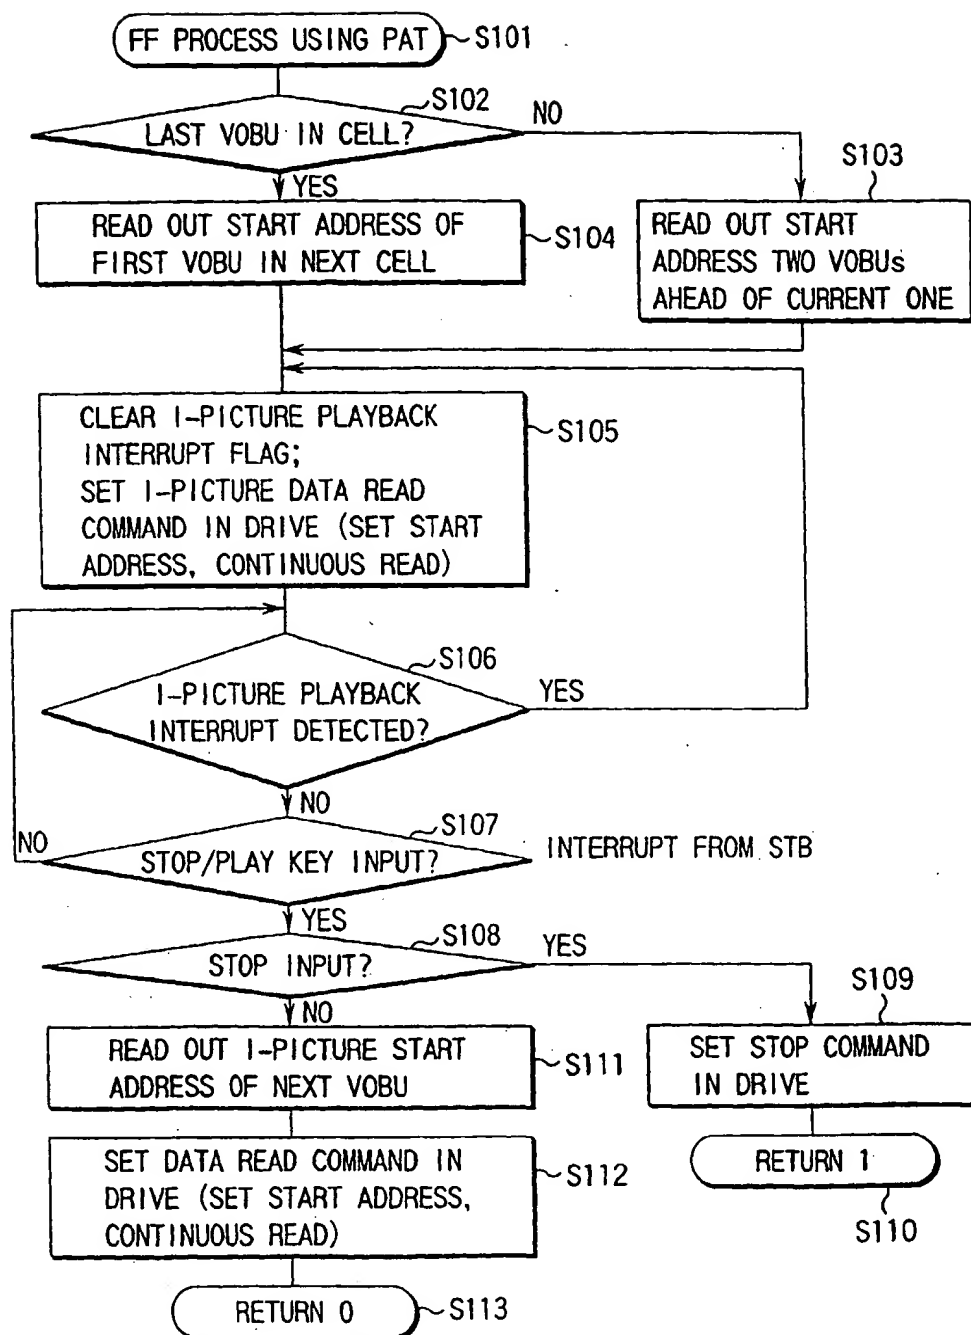 FF PROCESS USING PAT
S101
S102
LAST VOBU IN CELL?
NO
YES
S103
READ OUT START ADDRESS OF
FIRST VOBU IN NEXT CELL
S104
READ OUT START
ADDRESS TWO VOBUs
AHEAD OF CURRENT ONE
CLEAR I-PICTURE PLAYBACK
INTERRUPT FLAG;
SET I-PICTURE DATA READ
COMMAND IN DRIVE (SET START
ADDRESS, CONTINUOUS READ)
S105
S106
I-PICTURE PLAYBACK
INTERRUPT DETECTED?
YES
NO
S107
NO
STOP/PLAY KEY INPUT?
INTERRUPT FROM STB
YES
S108
STOP INPUT?
YES
NO
S109
READ OUT I-PICTURE START
ADDRESS OF NEXT VOBU
S111
SET STOP COMMAND
IN DRIVE
SET DATA READ COMMAND IN
DRIVE (SET START ADDRESS,
CONTINUOUS READ)
S112
RETURN 1
S110
RETURN 0
S113